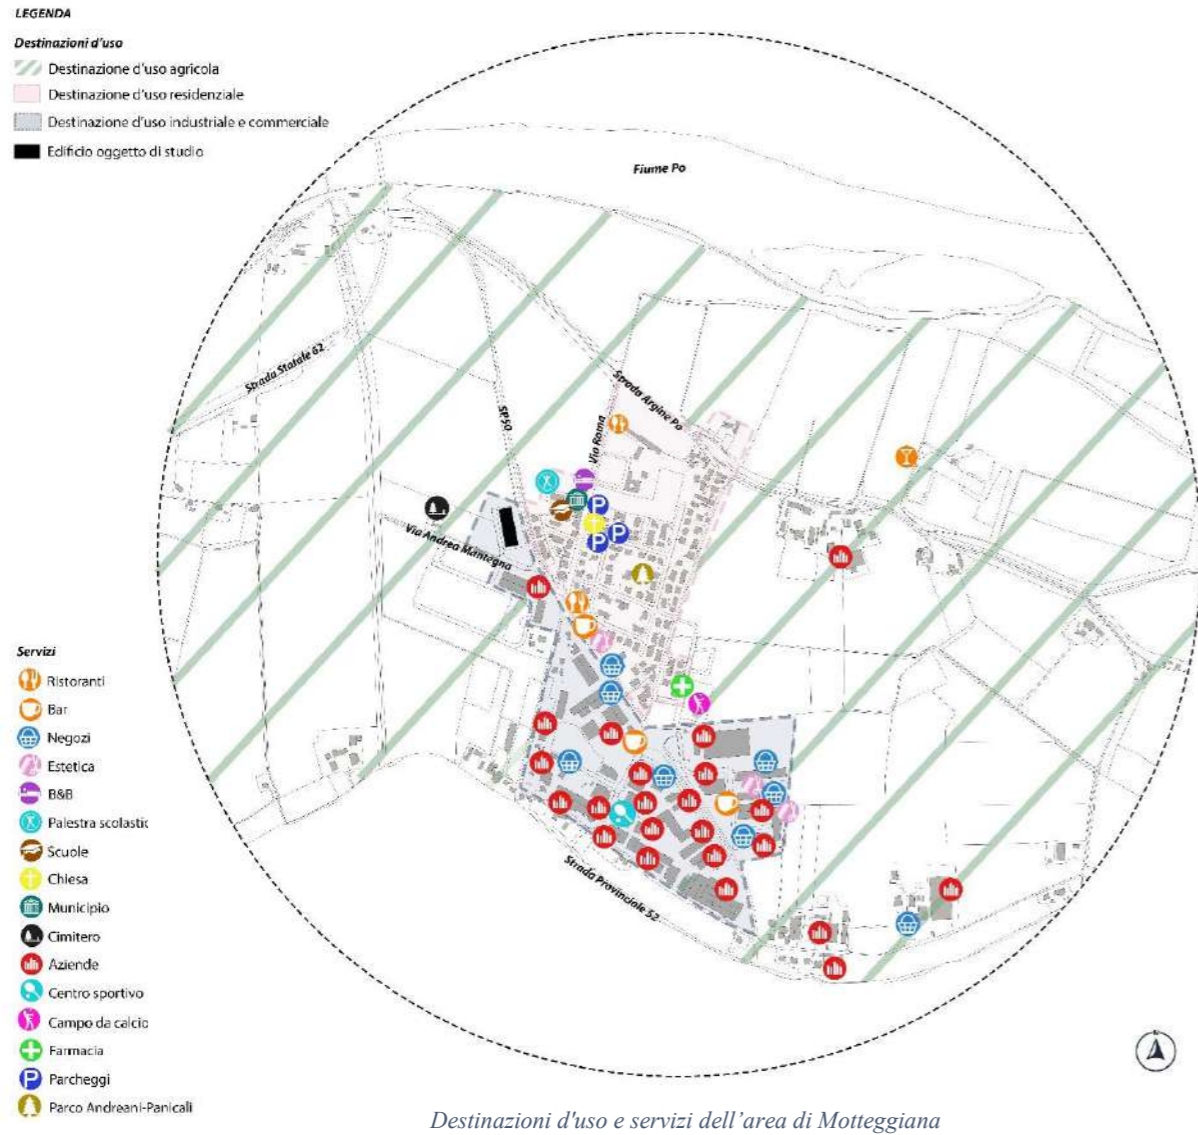 LEGENDA
Destinazioni d'uso
Destinazione d'uso agricola
Destinazione d'uso residenziale
Destinazione d'uso industriale e commerciale
Edificio oggetto di studio
Fiume Po
Strada Statale 62
SP50
Via Roma
Strada Argine Po
Via Andrea Mantegna
Strada Provinciale 52
P
P
P
Servizi
Ristoranti
Bar
Negozi
Estetica
B&B
Palestra scolastic
Scuole
Chiesa
Municipio
Cimitero
Aziende
Centro sportivo
Campo da calcio
Farmacia
P Parcheggi
Parco Andreani-Panicali
Destinazioni d'uso e servizi dell'area di Motteggiana